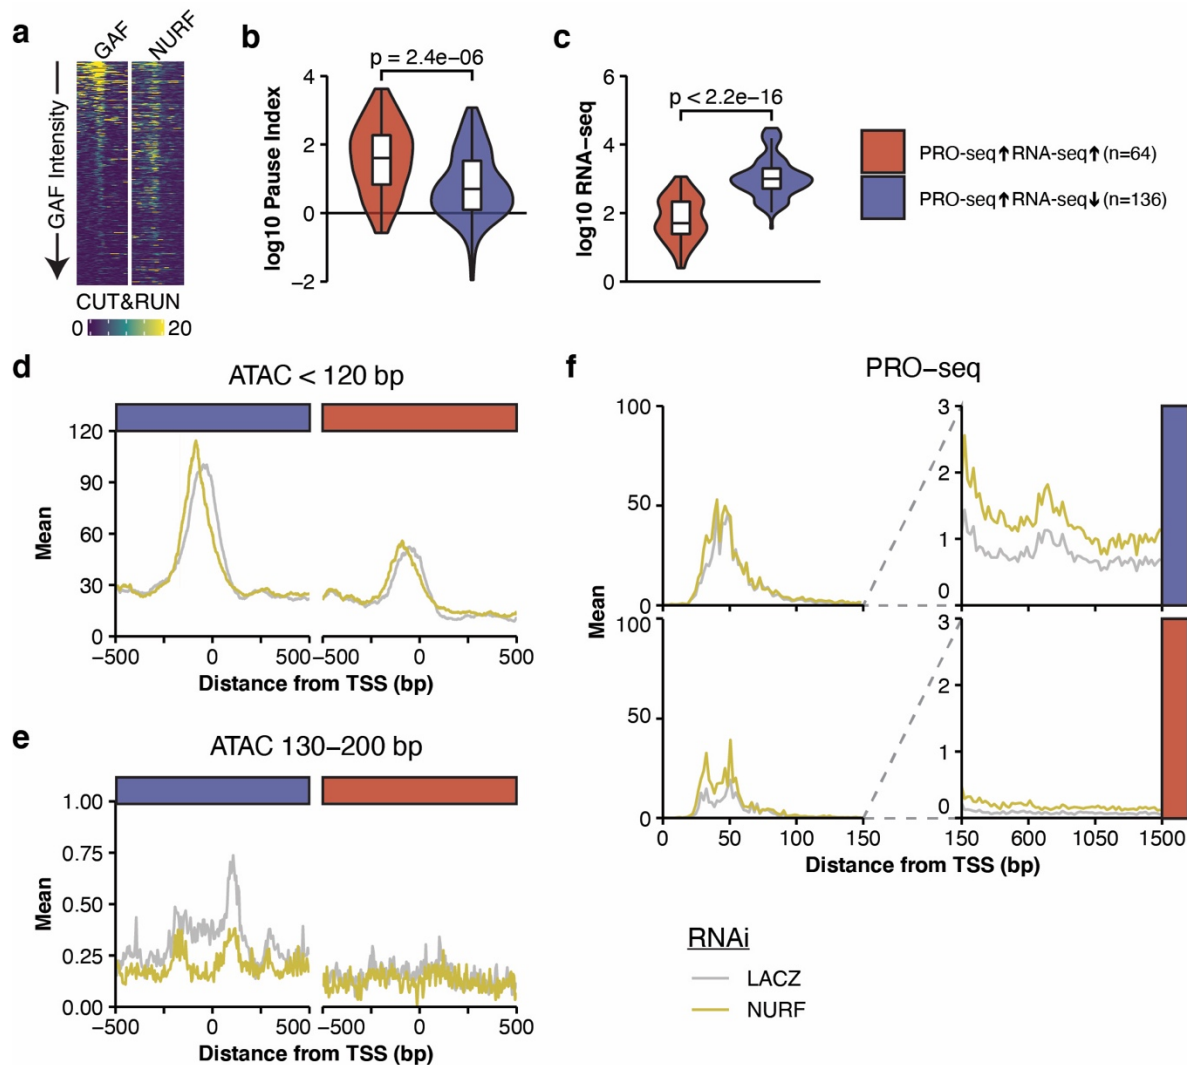 a
GAF
NURF
GAF Intensity
CUT&RUN
0
20
b
p = 2.4e−06
log10 Pause Index
4
2
0
−2
c
p < 2.2e−16
log10 RNA−seq
6
4
2
0
PRO-seq↑RNA-seq↑(n=64)
PRO-seq↑RNA-seq↓(n=136)
d
ATAC < 120 bp
Mean
120
90
60
30
0
−500 0 500 −500 0 500
Distance from TSS (bp)
e
ATAC 130−200 bp
Mean
1.00
0.75
0.50
0.25
0.00
−500 0 500 −500 0 500
Distance from TSS (bp)
f
PRO−seq
Mean
100
50
0
3
2
1
0
100
50
0
3
2
1
0
0 50 100 150
150 600 1050 1500
Distance from TSS (bp)
RNAi
LACZ
NURF